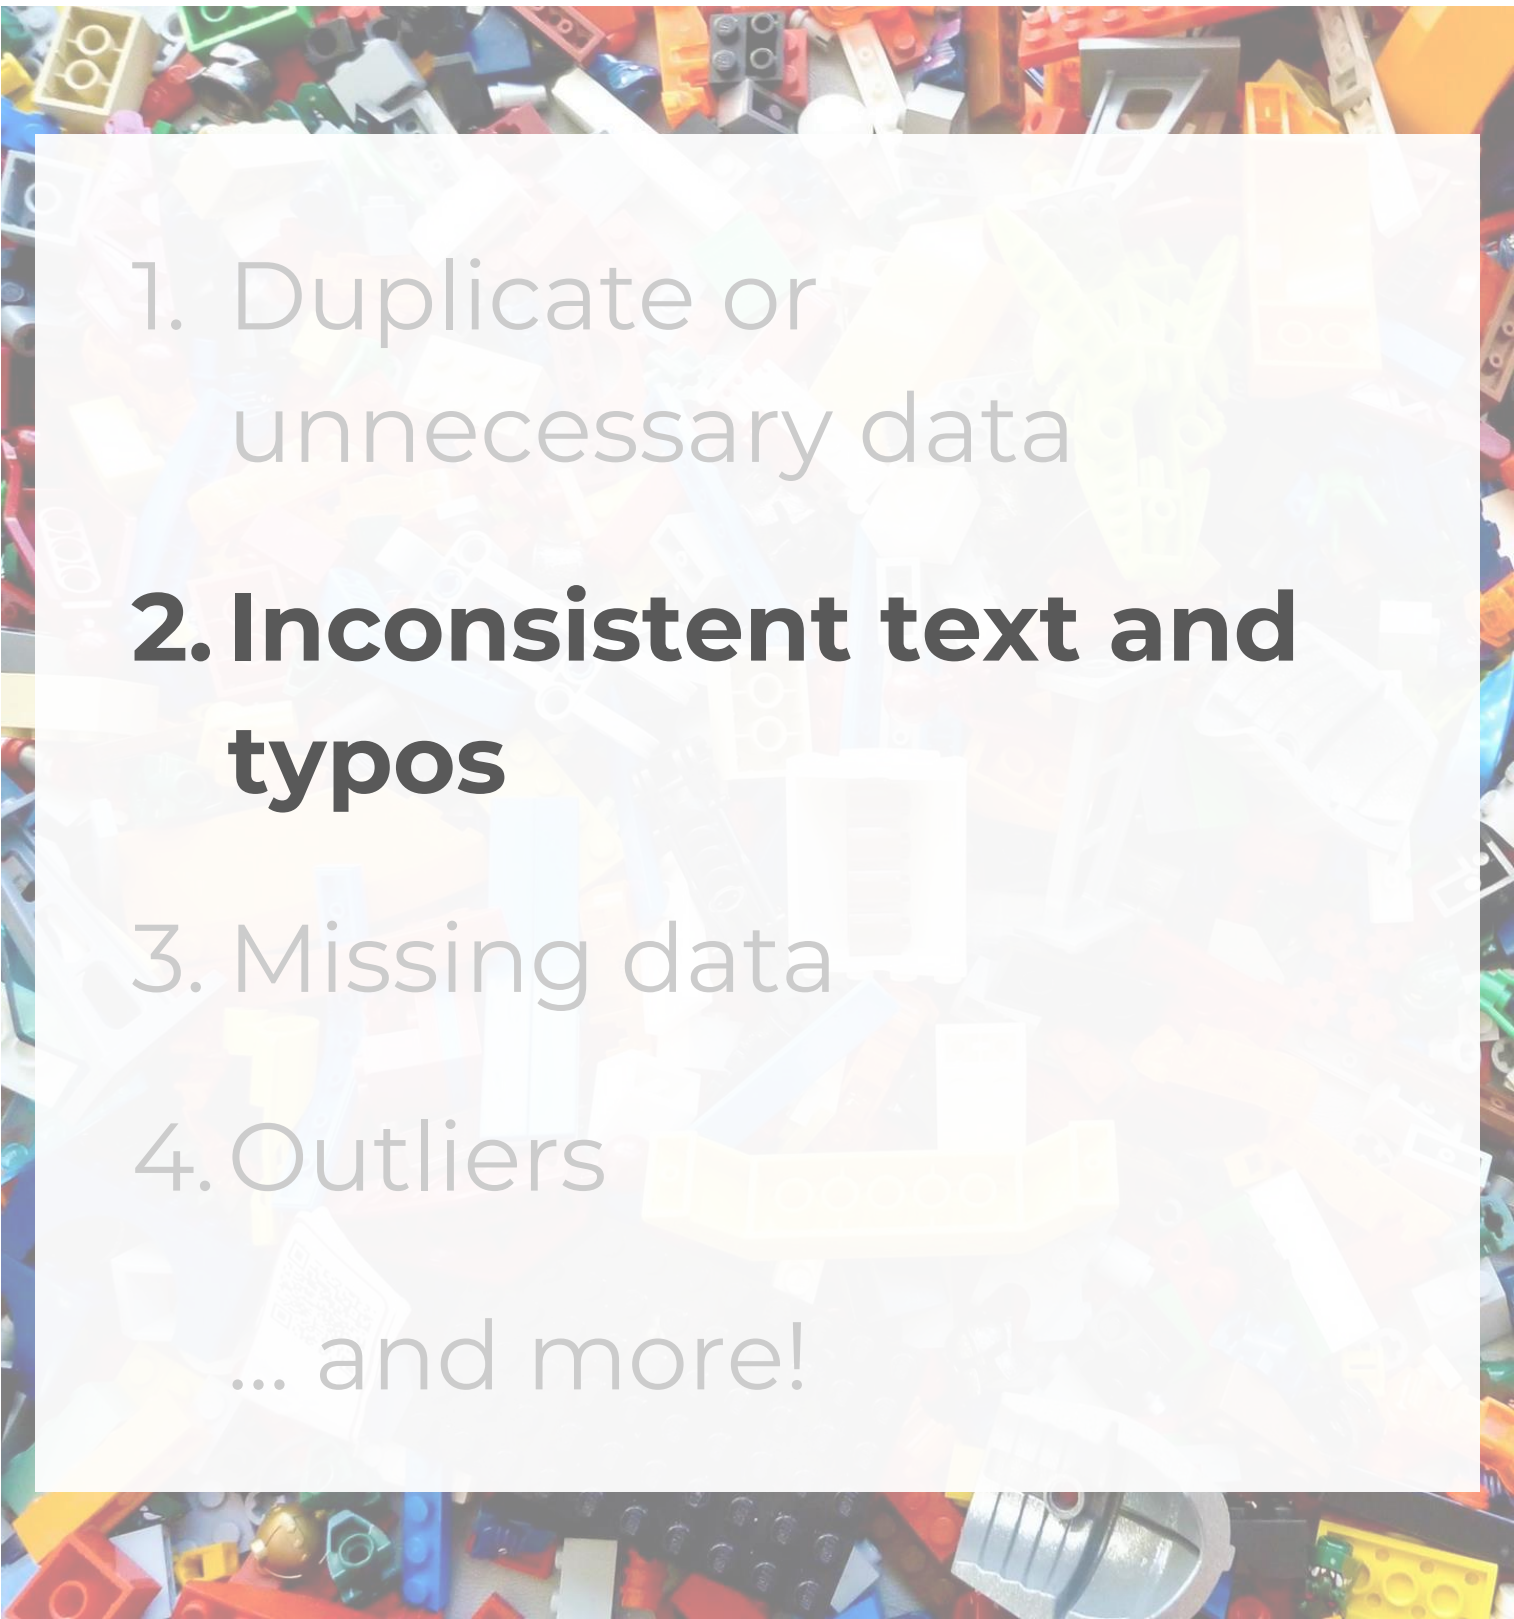 1. Duplicate or
unnecessary data
2. Inconsistent text and
typos
3. Missing data
4. Outliers
... and more!